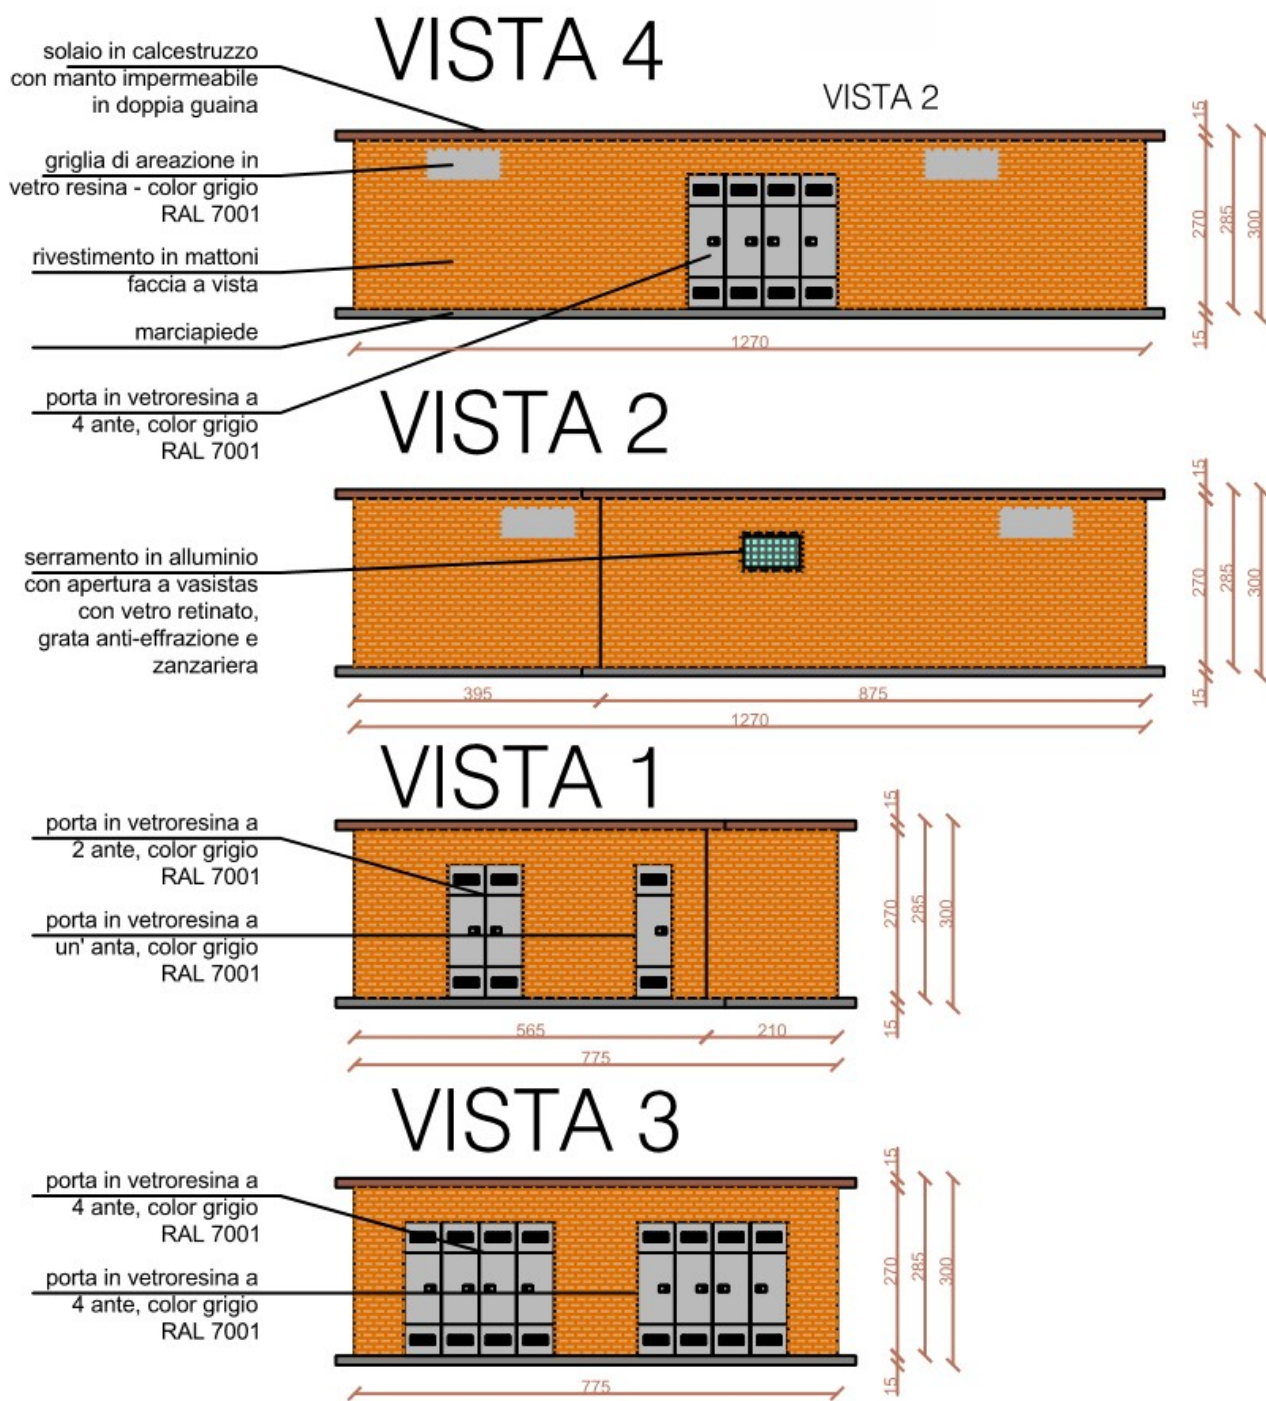 VISTA 4
solaio in calcestruzzo
con manto impermeabile
in doppia guaina
VISTA 2
griglia di areazione in
vetro resina - color grigio
RAL 7001
rivestimento in mattoni
faccia a vista
marciapiede
porta in vetroresina a
4 ante, color grigio
RAL 7001
15
270
285
300
15
1270
VISTA 2
serramento in alluminio
con apertura a vasistas
con vetro retinato,
grata anti-effrazione e
zanzariera
15
270
285
300
15
395
875
1270
VISTA 1
porta in vetroresina a
2 ante, color grigio
RAL 7001
porta in vetroresina a
un' anta, color grigio
RAL 7001
15
270
285
300
15
565
210
775
VISTA 3
porta in vetroresina a
4 ante, color grigio
RAL 7001
porta in vetroresina a
4 ante, color grigio
RAL 7001
15
270
285
300
15
775